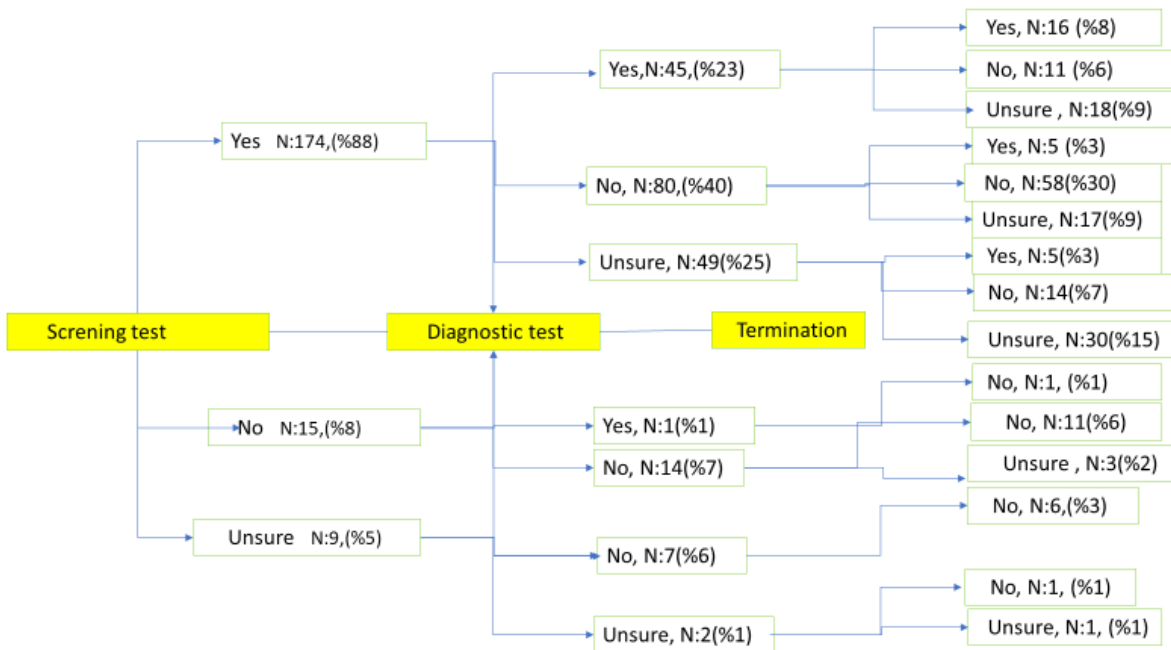 Yes, N:16 (%8)
Yes,N:45,(%23)
No, N:11 (%6)
Unsure , N:18(%9)
Yes N:174,(%88)
Yes, N:5 (%3)
No, N:80,(%40)
No, N:58(%30)
Unsure, N:17(%9)
Unsure, N:49(%25)
Yes, N:5(%3)
No, N:14(%7)
Screning test
Diagnostic test
Termination
Unsure, N:30(%15)
No, N:1, (%1)
No N:15,(%8)
Yes, N:1(%1)
No, N:11(%6)
No, N:14(%7)
Unsure , N:3(%2)
No, N:6,(%3)
Unsure N:9,(%5)
No, N:7(%6)
No, N:1, (%1)
Unsure, N:2(%1)
Unsure, N:1, (%1)